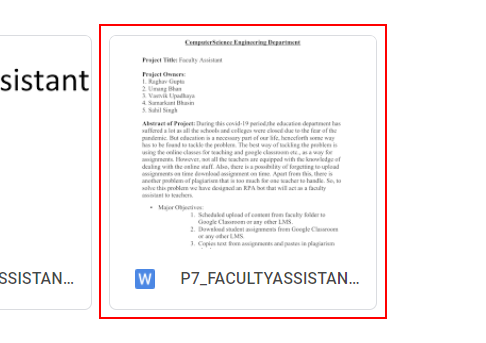 sistant
SSISTAN...
ComputerScience Engineering Department
Project Title: Faculty Assistant
Project Owners:
1. Raghav Gupta
2. Umang Bhan
3. Vasvik Upadhaya
4. Samarkant Bhasin
5. Sahil Singh
Abstract of Project: During this covid-19 period,the education department has
suffered a lot as all the schools and colleges were closed due to the fear of the
pandemic. But education is a necessary part of our life, henceforth some way
has to be found to tackle the problem. The best way of tackling the problem is
using the online classes for teaching and google classroom etc., as a way for
assignments. However, not all the teachers are equipped with the knowledge of
dealing with the online stuff. Also, there is a possibility of forgetting to upload
assignments on time download assignment on time. Apart from this, there is
another problem of plagiarism that is too much for one teacher to handle. So, to
solve this problem we have designed an RPA bot that will act as a faculty
assistant to teachers.
• Major Objectives:
1. Scheduled upload of content from faculty folder to
Google Classroom or any other LMS.
2. Download student assignments from Google Classroom
or any other LMS.
3. Copies text from assignments and pastes in plagiarism
W P7_FACULTYASSISTAN...